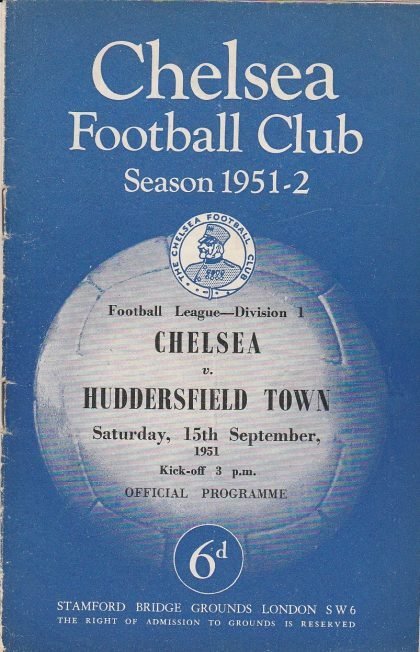 Chelsea
Football Club
Season 1951-2
THE CHELSEA FOOTBALL CLUB
Football League—Division 1
CHELSEA
v.
HUDDERSFIELD TOWN
Saturday, 15th September,
1951
Kick-off 3 p.m.
OFFICIAL PROGRAMME
6d
STAMFORD BRIDGE GROUNDS LONDON SW6
THE RIGHT OF ADMISSION TO GROUNDS IS RESERVED